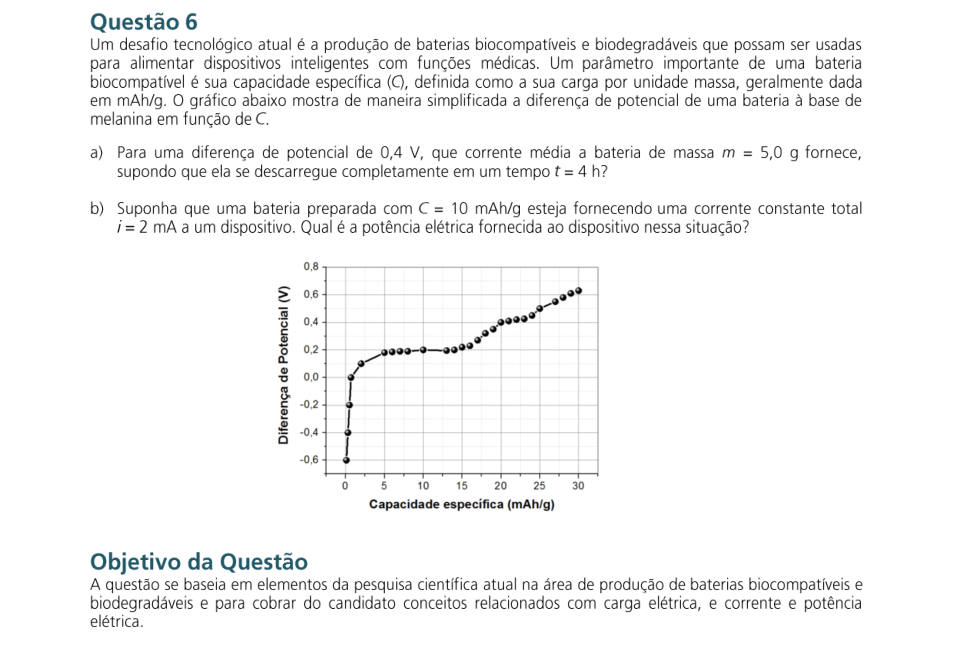 Questão 6
Um desafio tecnológico atual é a produção de baterias biocompatíveis e biodegradáveis que possam ser usadas
para alimentar dispositivos inteligentes com funções médicas. Um parâmetro importante de uma bateria
biocompatível é sua capacidade específica (C), definida como a sua carga por unidade massa, geralmente dada
em mAh/g. O gráfico abaixo mostra de maneira simplificada a diferença de potencial de uma bateria à base de
melanina em função de C.
a) Para uma diferença de potencial de 0,4 V, que corrente média a bateria de massa m = 5,0 g fornece,
supondo que ela se descarregue completamente em um tempo t = 4 h?
b) Suponha que uma bateria preparada com C = 10 mAh/g esteja fornecendo uma corrente constante total
i = 2 mA a um dispositivo. Qual é a potência elétrica fornecida ao dispositivo nessa situação?
Diferença de Potencial (V)
0,8
0,6
0,4
0,2
0,0
-0,2
-0,4
-0,6
0 5 10 15 20 25 30
Capacidade específica (mAh/g)
Objetivo da Questão
A questão se baseia em elementos da pesquisa científica atual na área de produção de baterias biocompatíveis e
biodegradáveis e para cobrar do candidato conceitos relacionados com carga elétrica, e corrente e potência
elétrica.